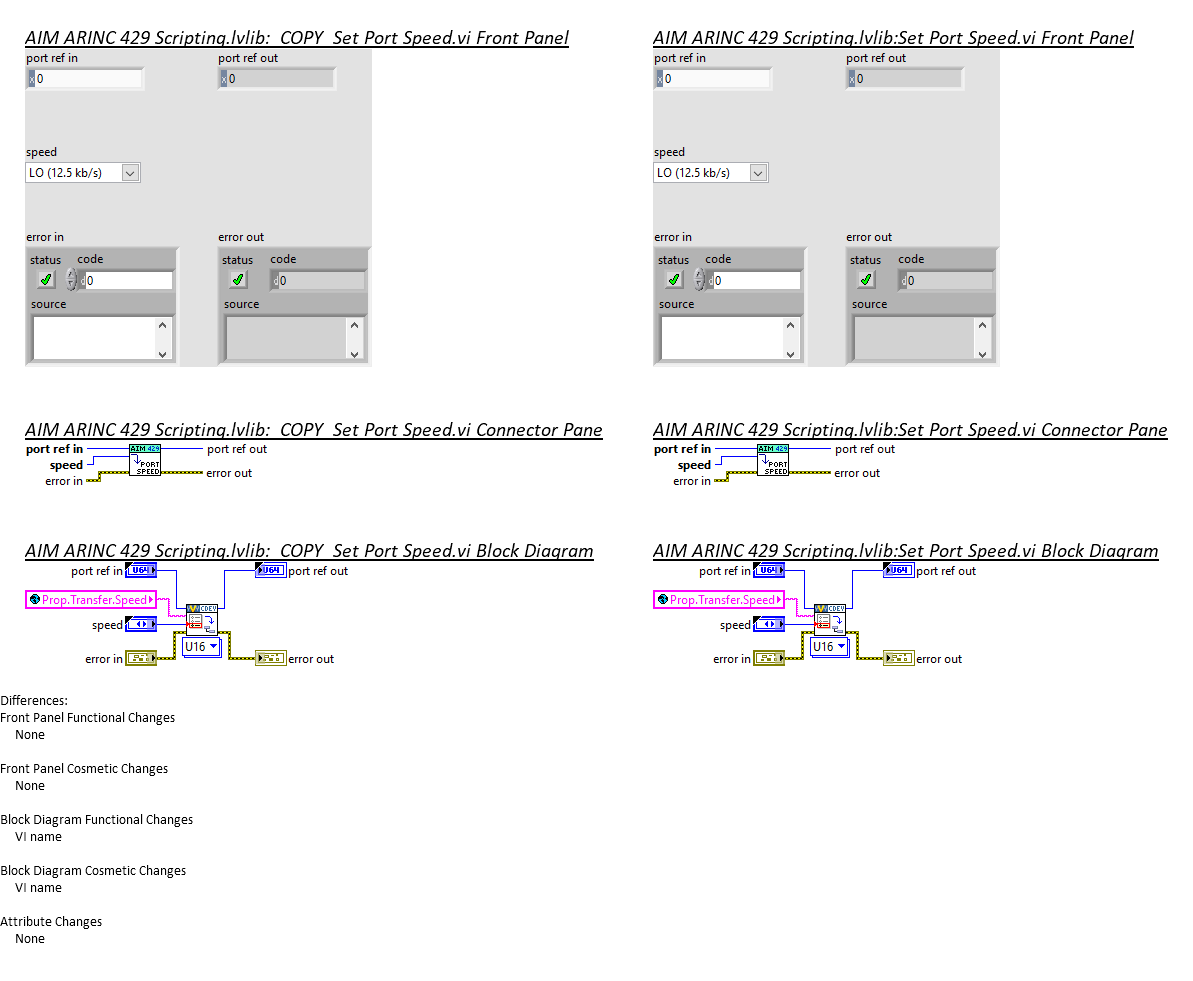 AIM ARINC 429 Scripting.lvlib:  COPY  Set Port Speed.vi Front Panel
port ref in
port ref out
x 0
x 0
speed
LO (12.5 kb/s)
error in
error out
status
code
status
code
d 0
d 0
source
source
AIM ARINC 429 Scripting.lvlib:Set Port Speed.vi Front Panel
port ref in
port ref out
x 0
x 0
speed
LO (12.5 kb/s)
error in
error out
status
code
status
code
d 0
d 0
source
source
AIM ARINC 429 Scripting.lvlib:  COPY  Set Port Speed.vi Connector Pane
port ref in
speed
error in
AIM 429
PORT
SPEED
port ref out
error out
AIM ARINC 429 Scripting.lvlib:Set Port Speed.vi Connector Pane
port ref in
speed
error in
AIM 429
PORT
SPEED
port ref out
error out
AIM ARINC 429 Scripting.lvlib:  COPY  Set Port Speed.vi Block Diagram
port ref in
U64
U64
port ref out
Prop.Transfer.Speed
CDEV
speed
U16
error in
error out
AIM ARINC 429 Scripting.lvlib:Set Port Speed.vi Block Diagram
port ref in
U64
U64
port ref out
Prop.Transfer.Speed
CDEV
speed
U16
error in
error out
Differences:
Front Panel Functional Changes
None
Front Panel Cosmetic Changes
None
Block Diagram Functional Changes
VI name
Block Diagram Cosmetic Changes
VI name
Attribute Changes
None